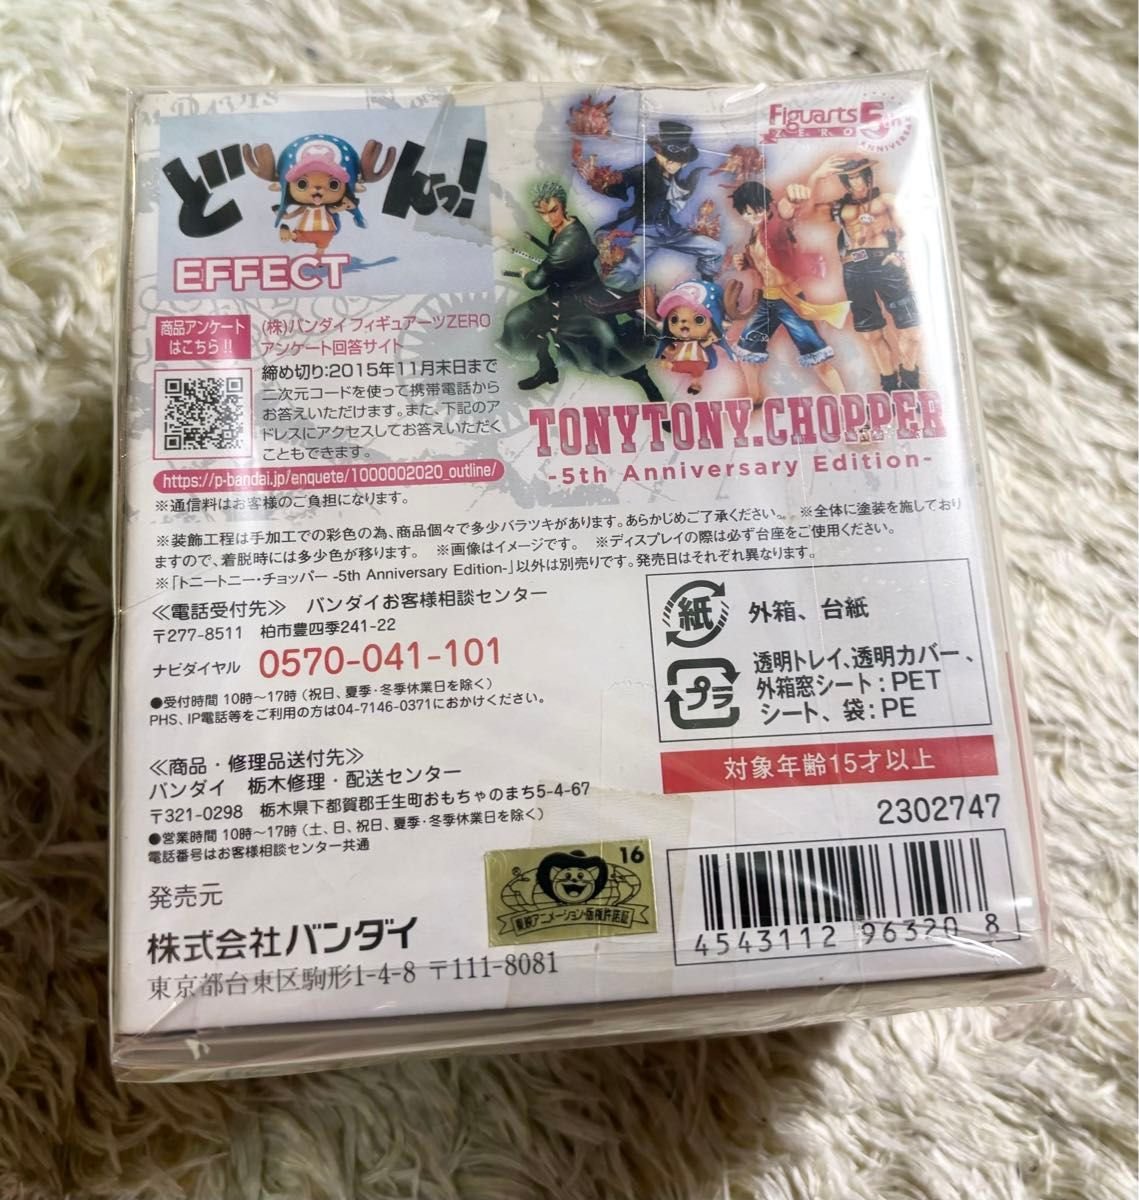 どーんっ!
EFFECT
Figuarts 5th
ZERO ANNIVERSARY
TONYTONY.CHOPPER
-5th Anniversary Edition-
商品アンケート
はこちら!!
(株)バンダイ フィギュアーツZERO
アンケート回答サイト
締め切り:2015年11月末日まで
二次元コードを使って携帯電話から
お答えいただけます。また、下記のア
ドレスにアクセスしてお答えいただく
こともできます。
https://p-bandai.jp/enquete/1000002020_outline/
※通信料はお客様のご負担になります。
※装飾工程は手加工での彩色の為、商品個々で多少バラツキがあります。あらかじめご了承ください。 ※全体に塗装を施しており
ますので、着脱時には多少色が移ります。 ※画像はイメージです。 ※ディスプレイの際は必ず台座をご使用ください。
※「トニートニー・チョッパー -5th Anniversary Edition-」以外は別売りです。発売日はそれぞれ異なります。
≪電話受付先≫ バンダイお客様相談センター
〒277-8511 柏市豊四季241-22
ナビダイヤル 0570-041-101
●受付時間 10時～17時（祝日、夏季・冬季休業日を除く）
PHS、IP電話等をご利用の方は04-7146-0371におかけください。
≪商品・修理品送付先≫
バンダイ 栃木修理・配送センター
〒321-0298 栃木県下都賀郡壬生町おもちゃのまち5-4-67
●営業時間 10時～17時（土、日、祝日、夏季・冬季休業日を除く）
電話番号はお客様相談センター共通
発売元
株式会社バンダイ
東京都台東区駒形1-4-8 〒111-8081
紙 外箱、台紙
プラ 透明トレイ、透明カバー、
外箱窓シート：PET
シート、袋：PE
対象年齢15才以上
2302747
16
東映アニメーション・版権許諾証
4543112 963208